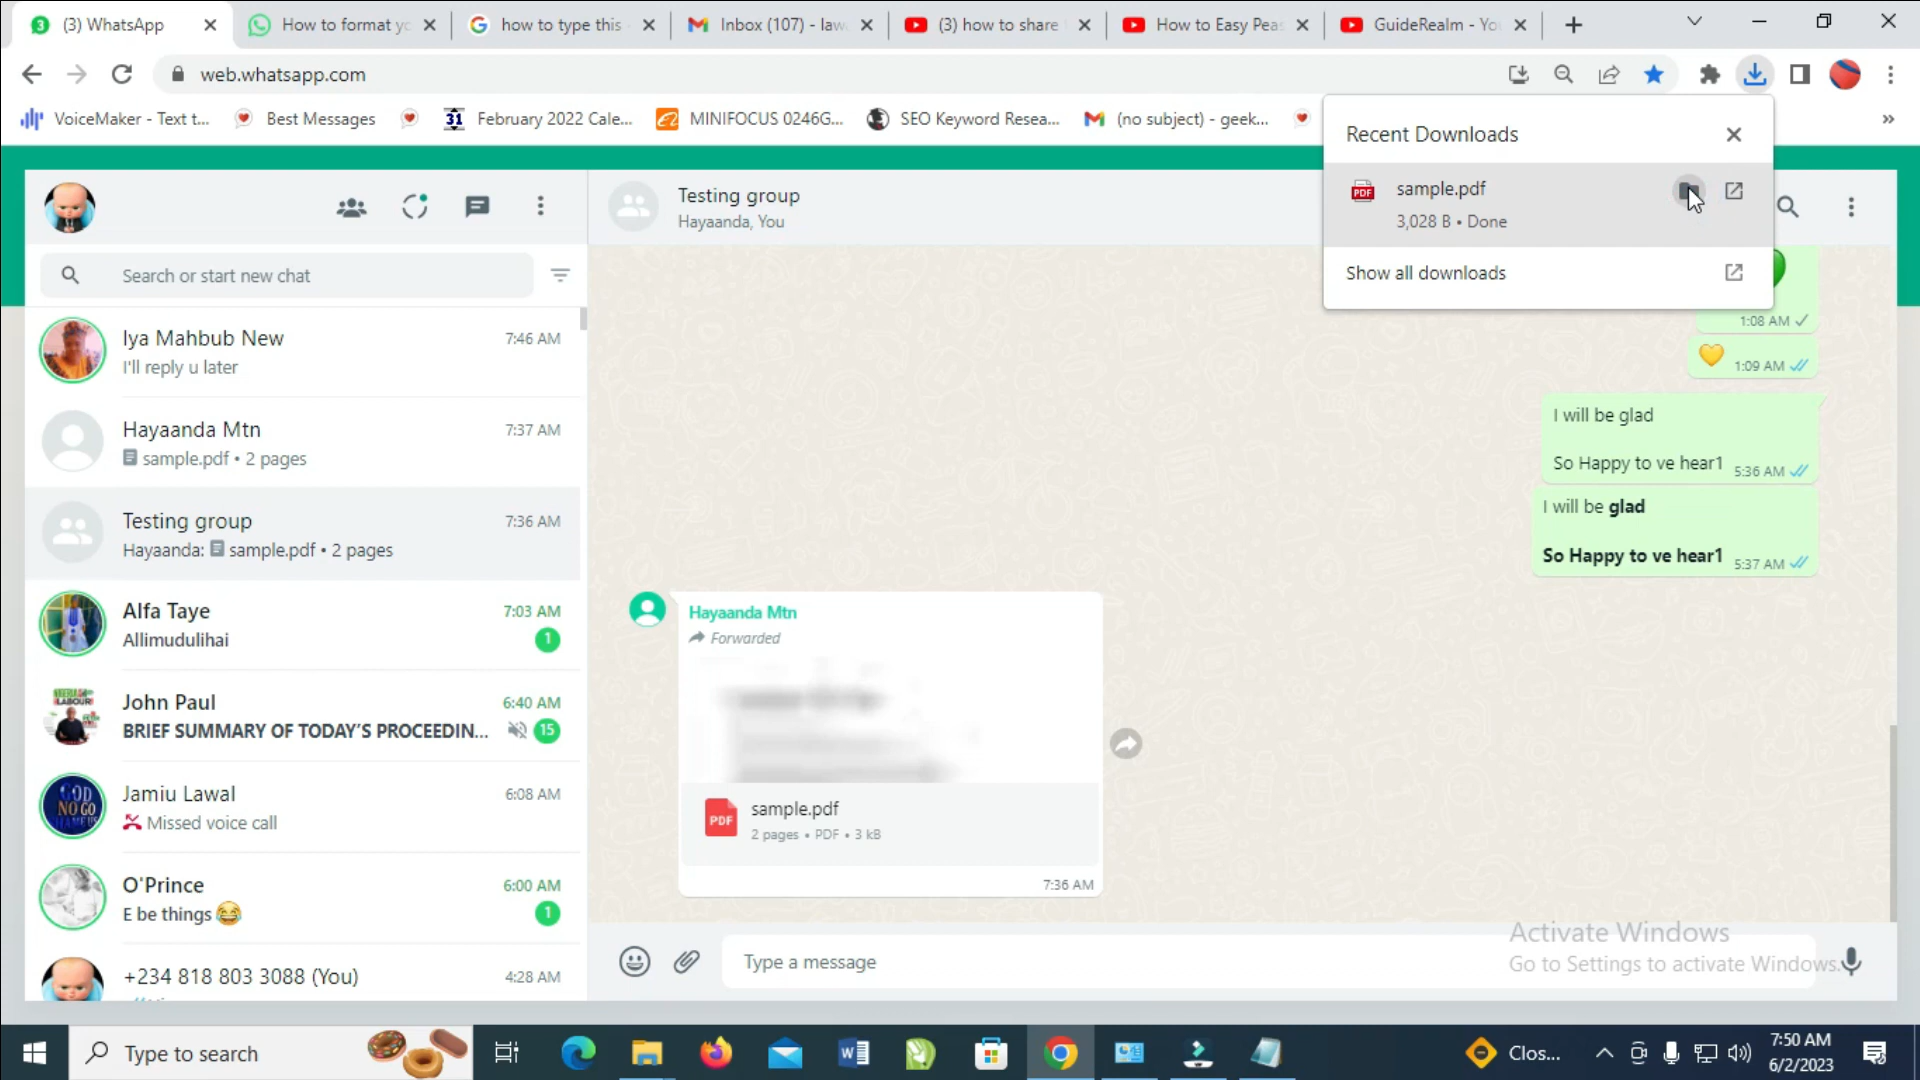 3 (3) WhatsApp
How to format yo
how to type this
Inbox (107) - law
(3) how to share
How to Easy Peas
GuideRealm - You
web.whatsapp.com
VoiceMaker - Text t...
Best Messages
31 February 2022 Cale...
MINIFOCUS 0246G...
SEO Keyword Resea...
(no subject) - geek...
Recent Downloads
PDF sample.pdf
3,028 B • Done
Show all downloads
Search or start new chat
Iya Mahbub New 7:46 AM
I'll reply u later
Hayaanda Mtn 7:37 AM
sample.pdf • 2 pages
Testing group 7:36 AM
Hayaanda: sample.pdf • 2 pages
Alfa Taye 7:03 AM
Allimudulihai 1
John Paul 6:40 AM
BRIEF SUMMARY OF TODAY'S PROCEEDIN... 15
GOD NO GO
Jamiu Lawal 6:08 AM
Missed voice call
O'Prince 6:00 AM
E be things 😂 1
+234 818 803 3088 (You) 4:28 AM
Testing group
Hayaanda, You
1:08 AM
💛 1:09 AM
I will be glad
So Happy to ve hear1 5:36 AM
I will be glad
So Happy to ve hear1 5:37 AM
Hayaanda Mtn
Forwarded
PDF sample.pdf
2 pages • PDF • 3 kB
7:36 AM
Type a message
Activate Windows
Go to Settings to activate Windows.
Type to search
Clos...
7:50 AM
6/2/2023